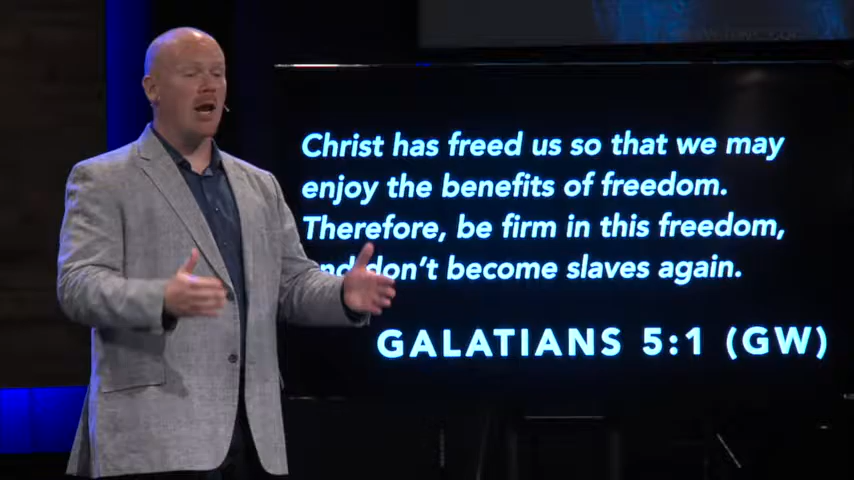 Christ has freed us so that we may
enjoy the benefits of freedom.
Therefore, be firm in this freedom,
and don't become slaves again.
GALATIANS 5:1 (GW)